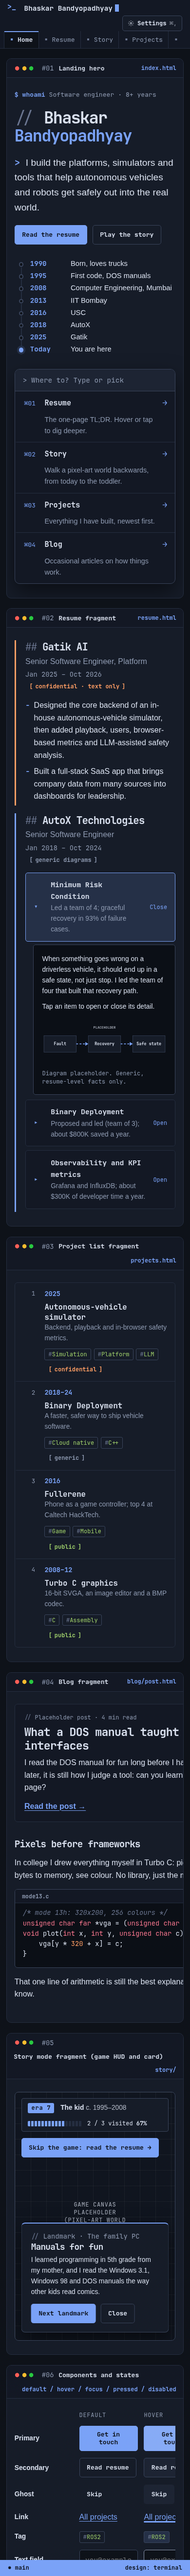 >_ Bhaskar Bandyopadhyay
Settings ⌘,
Home Resume Story Projects
#01 Landing hero index.html
$ whoami Software engineer · 8+ years
// Bhaskar
Bandyopadhyay
> I build the platforms, simulators and
tools that help autonomous vehicles
and robots get safely out into the real
world.
Read the resume Play the story
1990 Born, loves trucks
1995 First code, DOS manuals
2008 Computer Engineering, Mumbai
2013 IIT Bombay
2016 USC
2018 AutoX
2025 Gatik
Today You are here
> Where to? Type or pick
⌘01 Resume →
The one-page TL;DR. Hover or tap
to dig deeper.
⌘02 Story →
Walk a pixel-art world backwards,
from today to the toddler.
⌘03 Projects →
Everything I have built, newest first.
⌘04 Blog →
Occasional articles on how things
work.
#02 Resume fragment resume.html
## Gatik AI
Senior Software Engineer, Platform
Jan 2025 – Oct 2026
[ confidential · text only ]
- Designed the core backend of an in-
house autonomous-vehicle simulator,
then added playback, users, browser-
based metrics and LLM-assisted safety
analysis.
- Built a full-stack SaaS app that brings
company data from many sources into
dashboards for leadership.
## AutoX Technologies
Senior Software Engineer
Jan 2018 – Dec 2024
[ generic diagrams ]
Minimum Risk
Condition
Led a team of 4; graceful
recovery in 93% of failure
cases.
Close
When something goes wrong on a
driverless vehicle, it should end up in a
safe state, not just stop. I led the team of
four that built that recovery path.
Tap an item to open or close its detail.
PLACEHOLDER
Fault Recovery Safe state
Diagram placeholder. Generic,
resume-level facts only.
Binary Deployment
Proposed and led (team of 3);
about $800K saved a year.
Open
Observability and KPI
metrics
Grafana and InfluxDB; about
$300K of developer time a year.
Open
#03 Project list fragment
projects.html
1 2025
Autonomous-vehicle
simulator
Backend, playback and in-browser safety
metrics.
#Simulation #Platform #LLM
[ confidential ]
2 2018–24
Binary Deployment
A faster, safer way to ship vehicle
software.
#Cloud native #C++
[ generic ]
3 2016
Fullerene
Phone as a game controller; top 4 at
Caltech HackTech.
#Game #Mobile
[ public ]
4 2008–12
Turbo C graphics
16-bit SVGA, an image editor and a BMP
codec.
#C #Assembly
[ public ]
#04 Blog fragment blog/post.html
// Placeholder post · 4 min read
What a DOS manual taught
interfaces
I read the DOS manual for fun long before I ha
later, it is still how I judge a tool: can you learn
page?
Read the post →
Pixels before frameworks
In college I drew everything myself in Turbo C: pi
bytes to memory, see colour. No library, just the n
mode13.c
/* mode 13h: 320x200, 256 colours */
unsigned char far *vga = (unsigned char
void plot(int x, int y, unsigned char c)
vga[y * 320 + x] = c;
}
That one line of arithmetic is still the best explana
know.
#05
Story mode fragment (game HUD and card)
story/
era 7 The kid c. 1995–2008
2 / 3 visited 67%
Skip the game: read the resume →
GAME CANVAS
PLACEHOLDER
(PIXEL-ART WORLD
// Landmark · The family PC
Manuals for fun
I learned programming in 5th grade from
my mother, and I read the Windows 3.1,
Windows 98 and DOS manuals the way
other kids read comics.
Next landmark Close
#06 Components and states
default / hover / focus / pressed / disabled
DEFAULT HOVER
Primary Get in
touch Get
tou
Secondary Read resume Read re
Ghost Skip Skip
Link All projects All projec
Tag #ROS2 #ROS2
main design: terminal